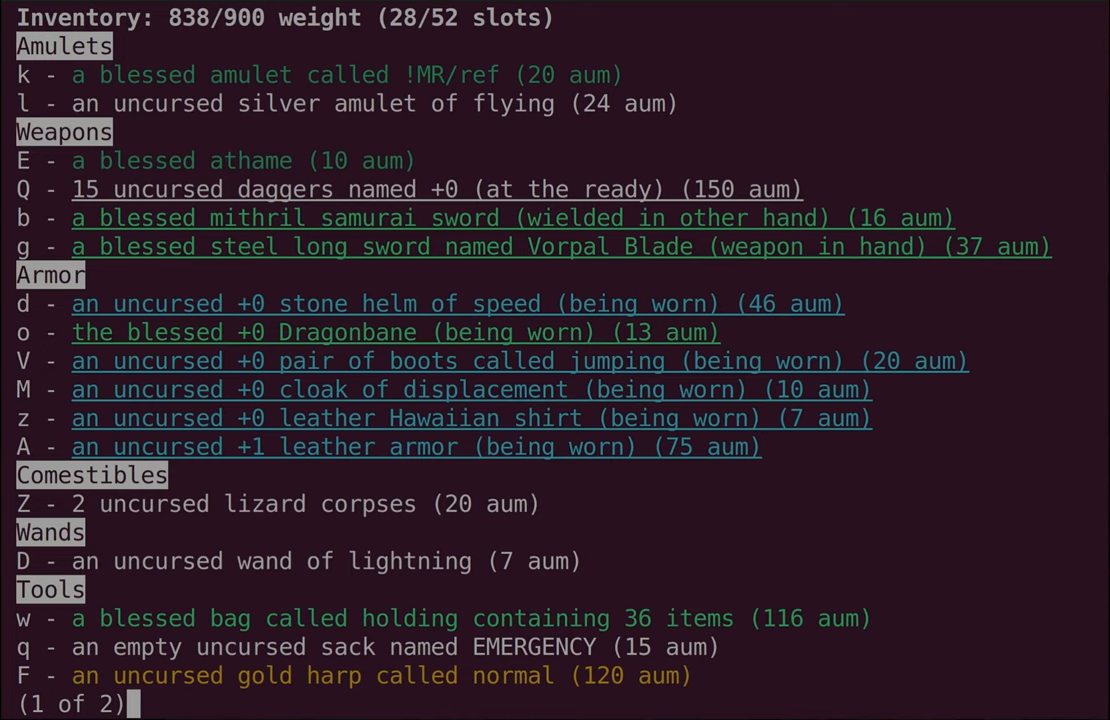 Inventory: 838/900 weight (28/52 slots)
Amulets
k - a blessed amulet called !MR/ref (20 aum)
l - an uncursed silver amulet of flying (24 aum)
Weapons
E - a blessed athame (10 aum)
Q - 15 uncursed daggers named +0 (at the ready) (150 aum)
b - a blessed mithril samurai sword (wielded in other hand) (16 aum)
g - a blessed steel long sword named Vorpal Blade (weapon in hand) (37 aum)
Armor
d - an uncursed +0 stone helm of speed (being worn) (46 aum)
o - the blessed +0 Dragonbane (being worn) (13 aum)
V - an uncursed +0 pair of boots called jumping (being worn) (20 aum)
M - an uncursed +0 cloak of displacement (being worn) (10 aum)
z - an uncursed +0 leather Hawaiian shirt (being worn) (7 aum)
A - an uncursed +1 leather armor (being worn) (75 aum)
Comestibles
Z - 2 uncursed lizard corpses (20 aum)
Wands
D - an uncursed wand of lightning (7 aum)
Tools
w - a blessed bag called holding containing 36 items (116 aum)
q - an empty uncursed sack named EMERGENCY (15 aum)
F - an uncursed gold harp called normal (120 aum)
(1 of 2)